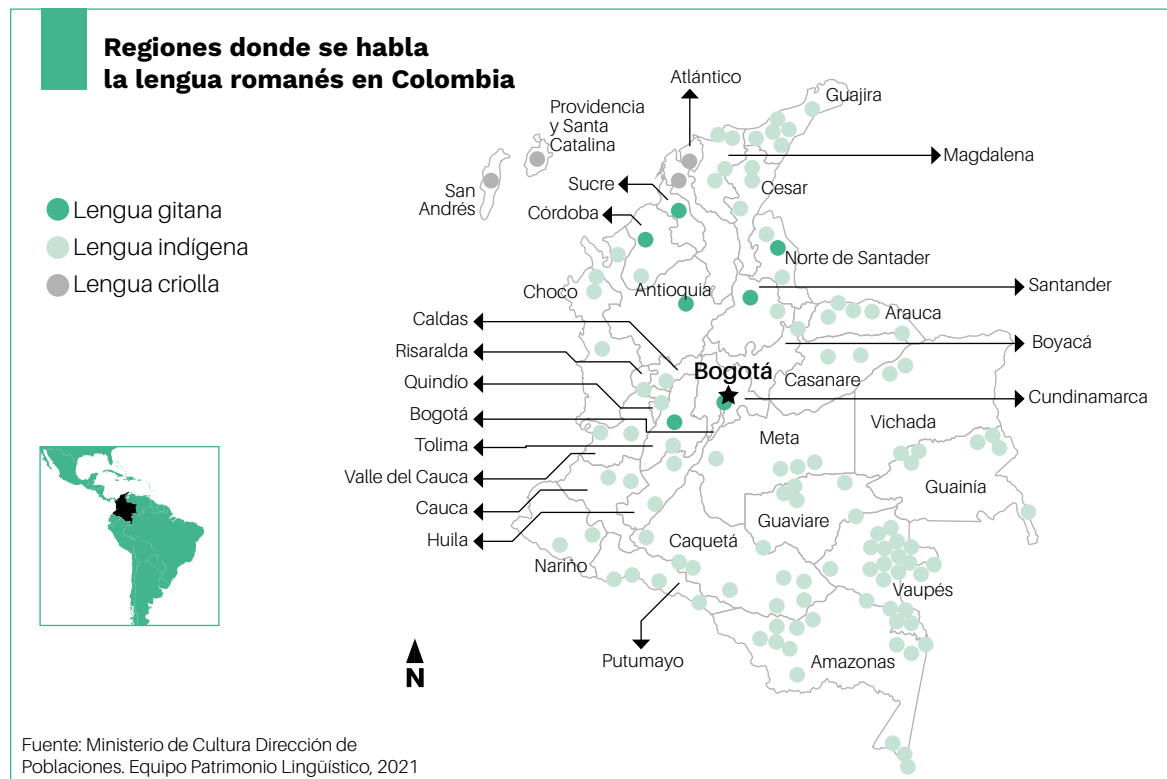 Regiones donde se habla
la lengua romanés en Colombia
Lengua gitana
Lengua indígena
Lengua criolla
Atlántico
Guajira
Providencia
y Santa
Catalina
Magdalena
San
Andrés
Sucre
Cesar
Córdoba
Norte de Santader
Choco
Antioquia
Santander
Arauca
Caldas
Boyacá
Risaralda
Bogotá
Casanare
Quindío
Cundinamarca
Bogotá
Vichada
Meta
Tolima
Valle del Cauca
Guainía
Cauca
Guaviare
Huila
Caquetá
Nariño
Vaupés
Putumayo
Amazonas
N
Fuente: Ministerio de Cultura Dirección de
Poblaciones. Equipo Patrimonio Lingüístico, 2021